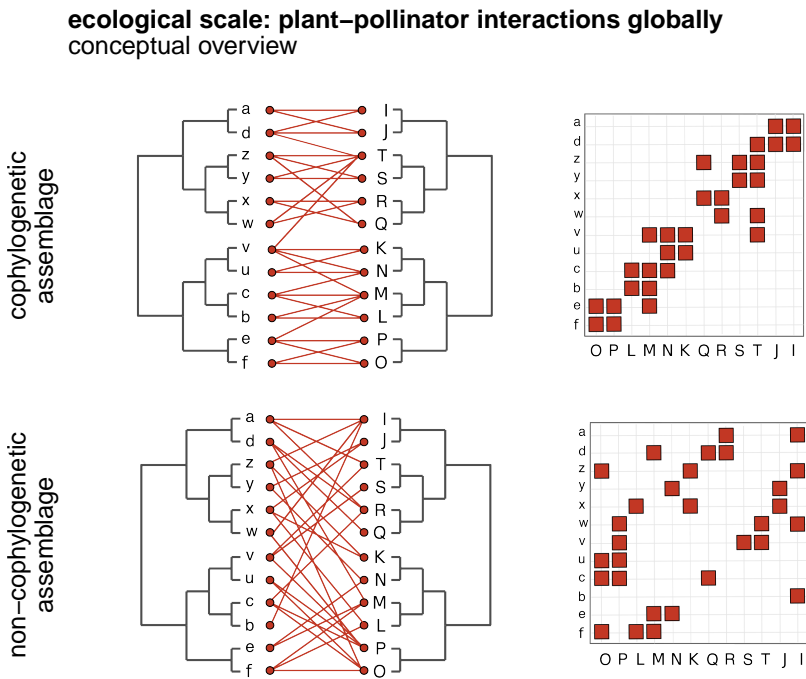 ecological scale: plant−pollinator interactions globally
conceptual overview
cophylogenetic
assemblage
a I
d J
z T
y S
x R
w Q
v K
u N
c M
b L
e P
f O
a
d
z
y
x
w
v
u
c
b
e
f
O P L M N K Q R S T J I
non−cophylogenetic
assemblage
a I
d J
z T
y S
x R
w Q
v K
u N
c M
b L
e P
f O
a
d
z
y
x
w
v
u
c
b
e
f
O P L M N K Q R S T J I